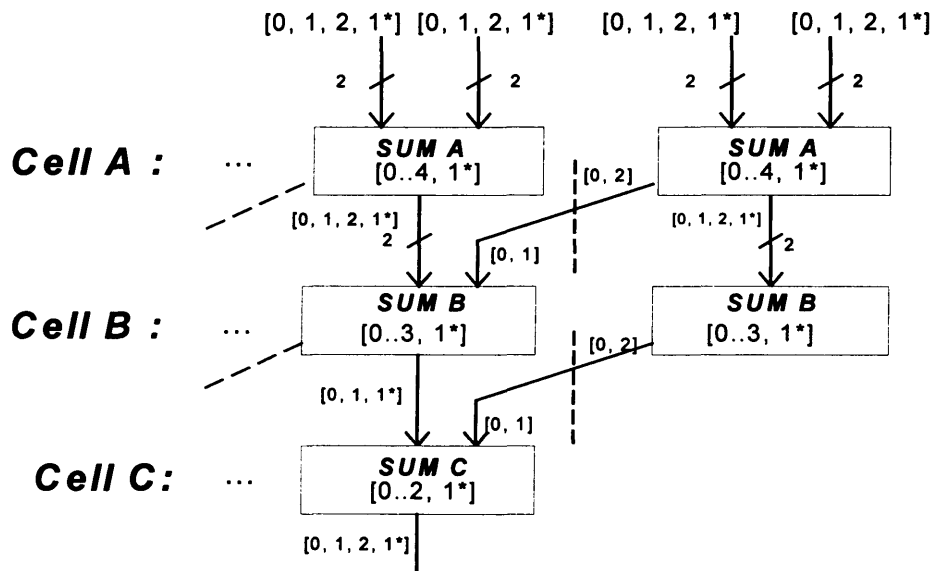 [0, 1, 2, 1*] [0, 1, 2, 1*] [0, 1, 2, 1*] [0, 1, 2, 1*]
2 2 2 2
Cell A : ... SUM A [0..4, 1*] SUM A [0..4, 1*]
[0, 2]
[0, 1, 2, 1*] [0, 1, 2, 1*]
2 [0, 1] 2
Cell B : ... SUM B [0..3, 1*] SUM B [0..3, 1*]
[0, 2]
[0, 1, 1*]
[0, 1]
Cell C: ... SUM C [0..2, 1*]
[0, 1, 2, 1*]